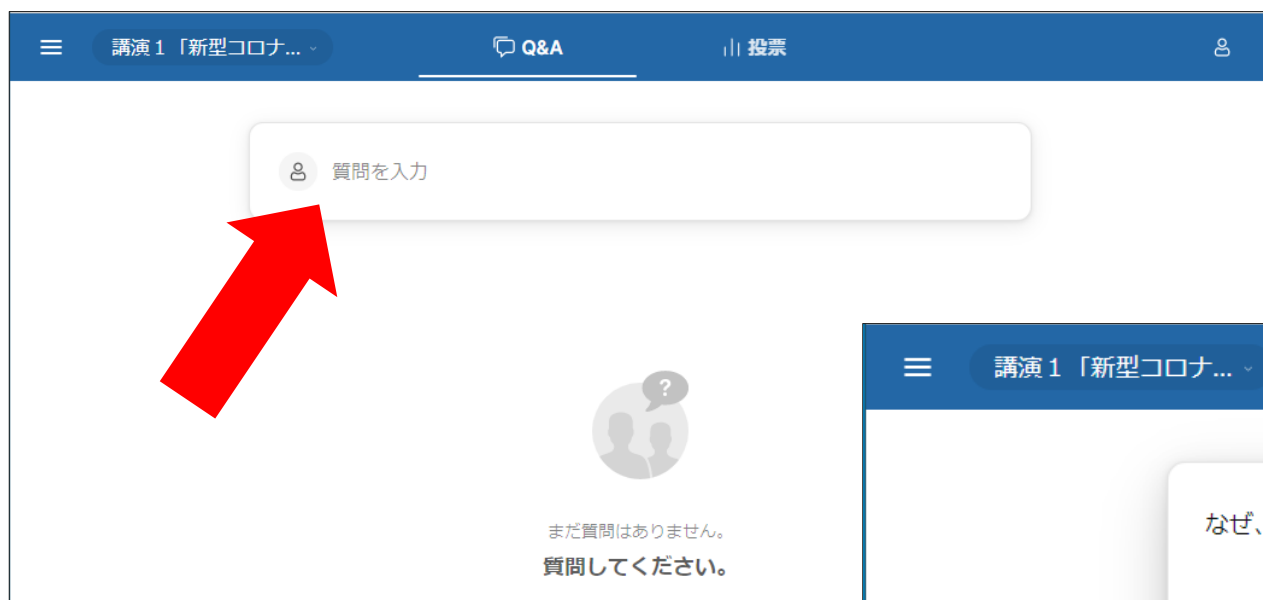 講演１「新型コロナ...
Q&A
投票
質問を入力
?
まだ質問はありません。
質問してください。
講演１「新型コロナ...
なぜ、